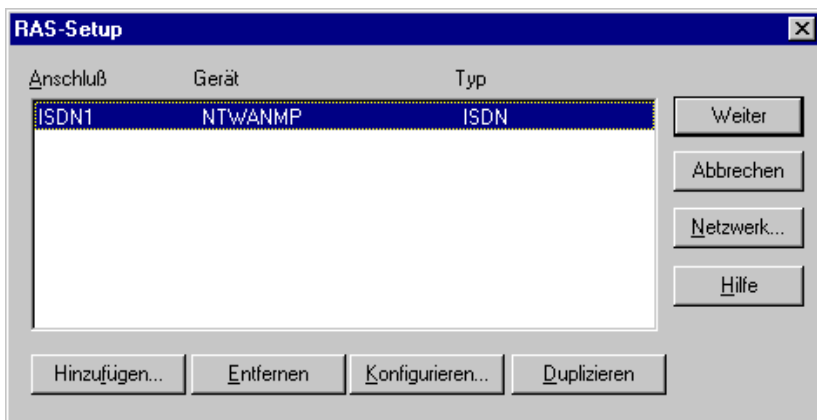 RAS-Setup
Anschluß Gerät Typ
ISDN1 NTWANMP ISDN
Weiter
Abbrechen
Netzwerk...
Hilfe
Hinzufügen... Entfernen Konfigurieren... Duplizieren